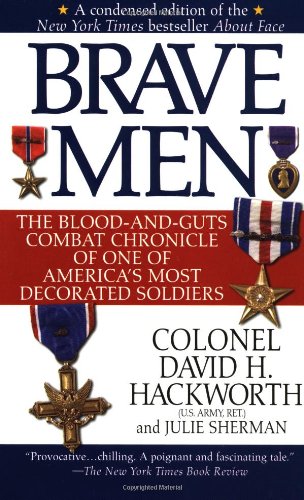 A condensed edition of the
New York Times bestseller About Face
BRAVE
MEN
THE BLOOD-AND-GUTS
COMBAT CHRONICLE
OF ONE OF
AMERICA'S MOST
DECORATED SOLDIERS
COLONEL
DAVID H.
HACKWORTH
(U.S. ARMY, RET.)
and JULIE SHERMAN
"Provocative...chilling. A poignant and fascinating tale."
—The New York Times Book Review